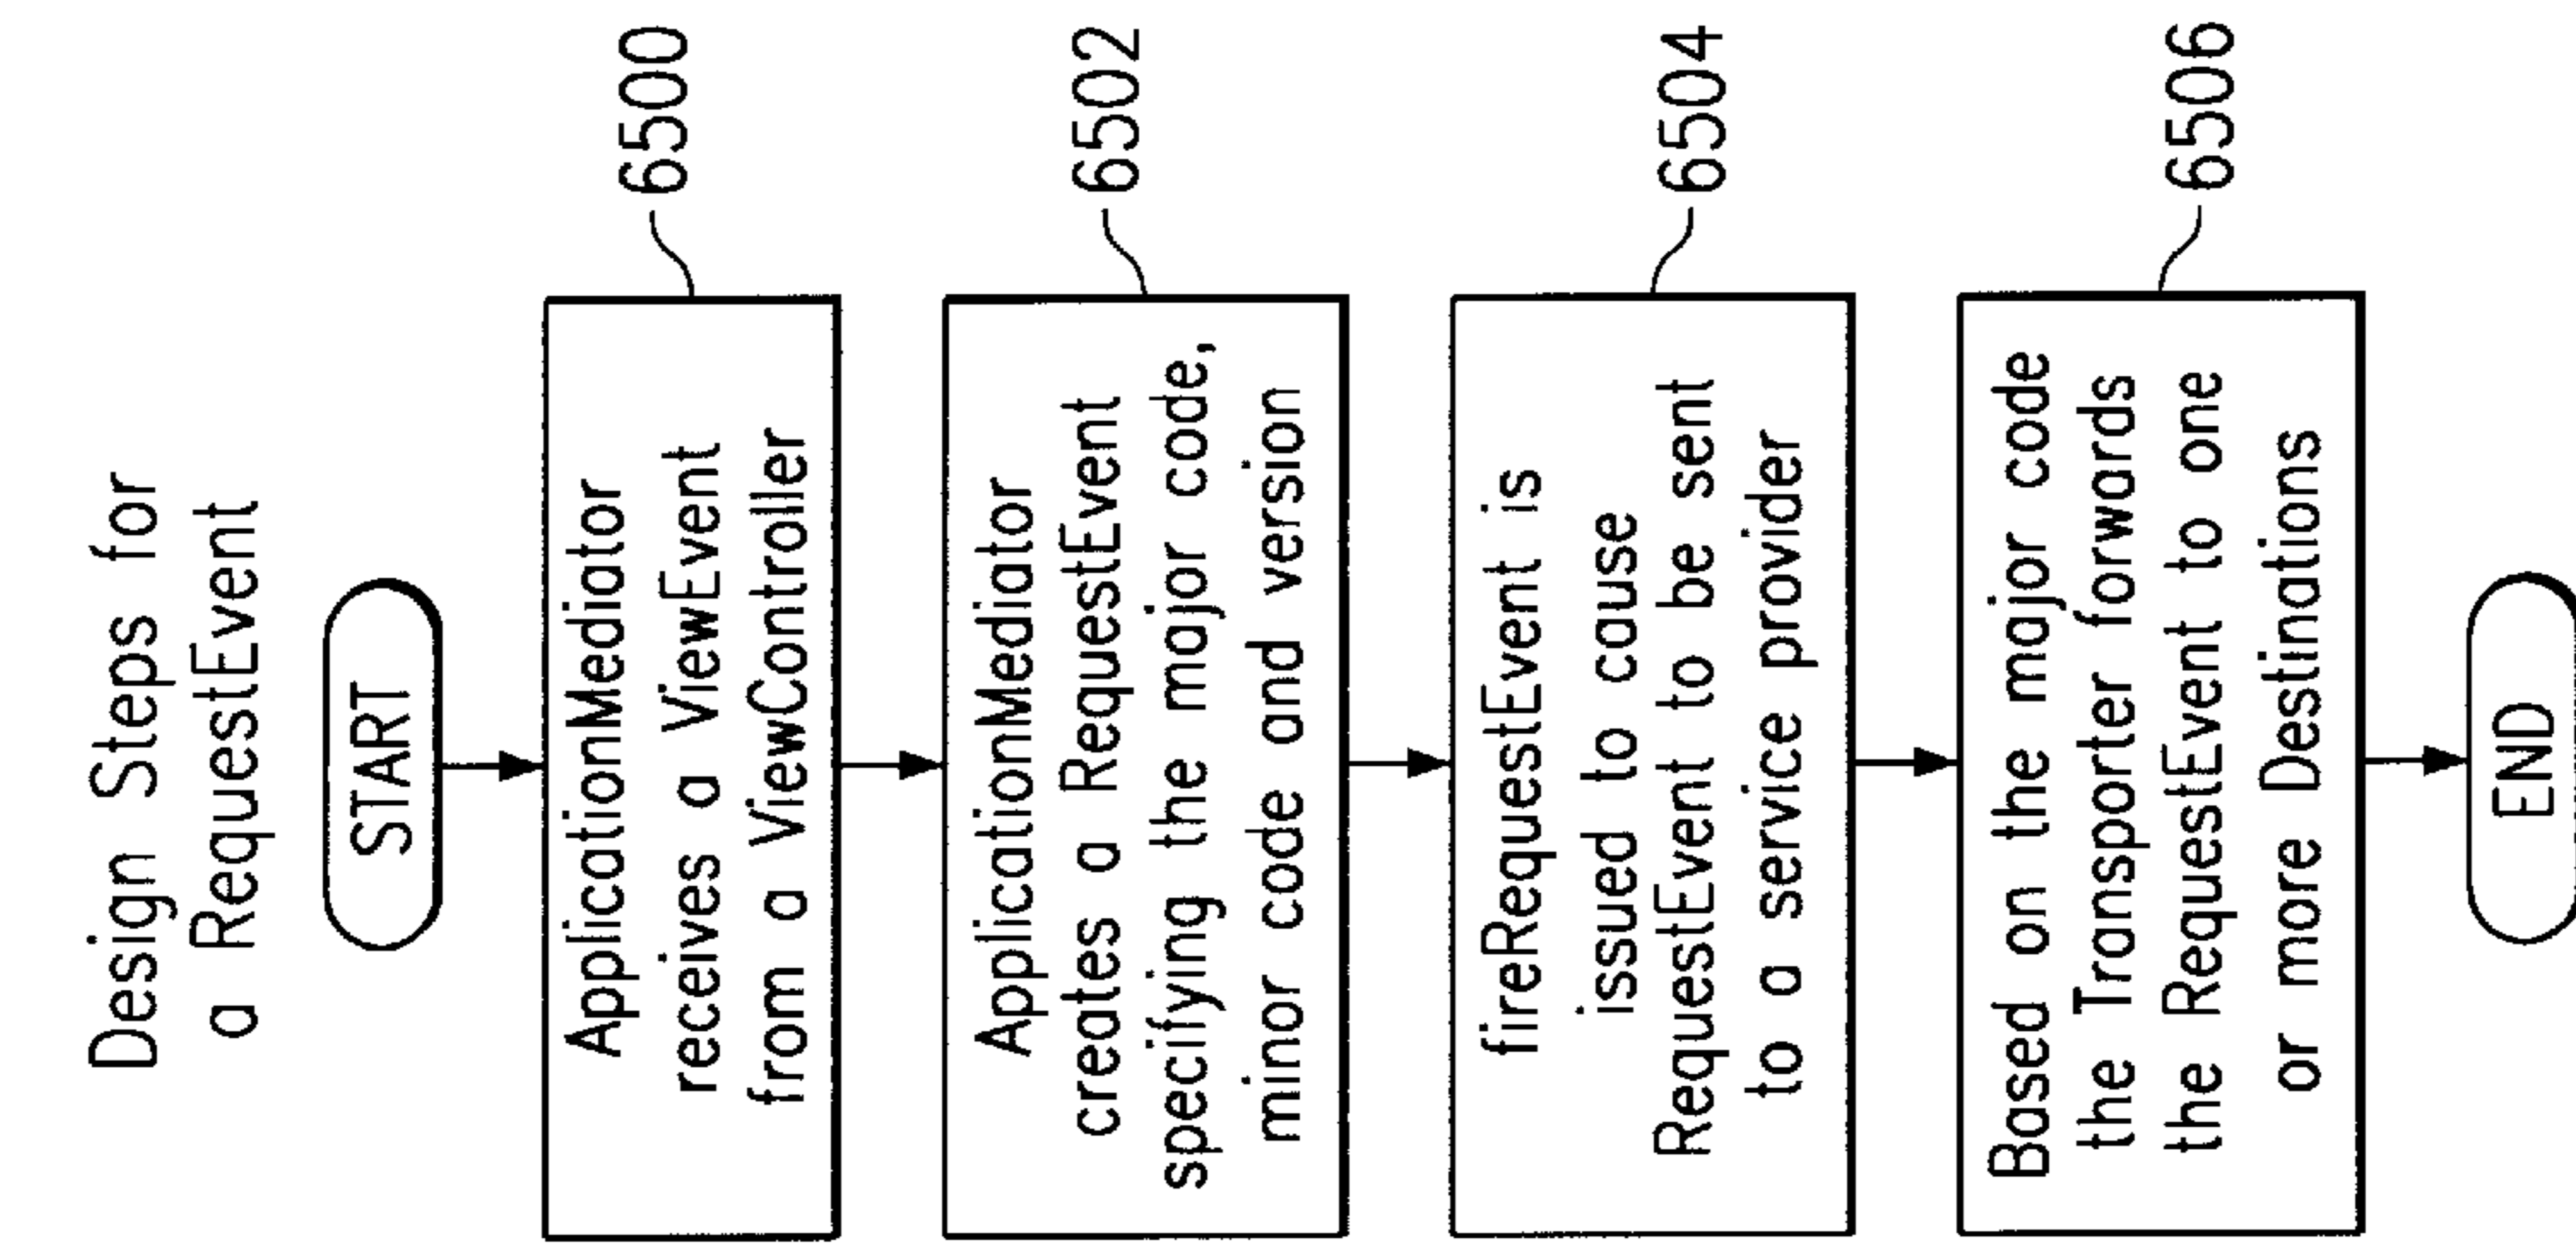 Design Steps for
a RequestEvent
START
ApplicationMediator
receives a ViewEvent
from a ViewController
6500
ApplicationMediator
creates a RequestEvent
specifying the major code,
minor code and version
6502
fireRequestEvent is
issued to cause
RequestEvent to be sent
to a service provider
6504
Based on the major code
the Transporter forwards
the RequestEvent to one
or more Destinations
6506
END